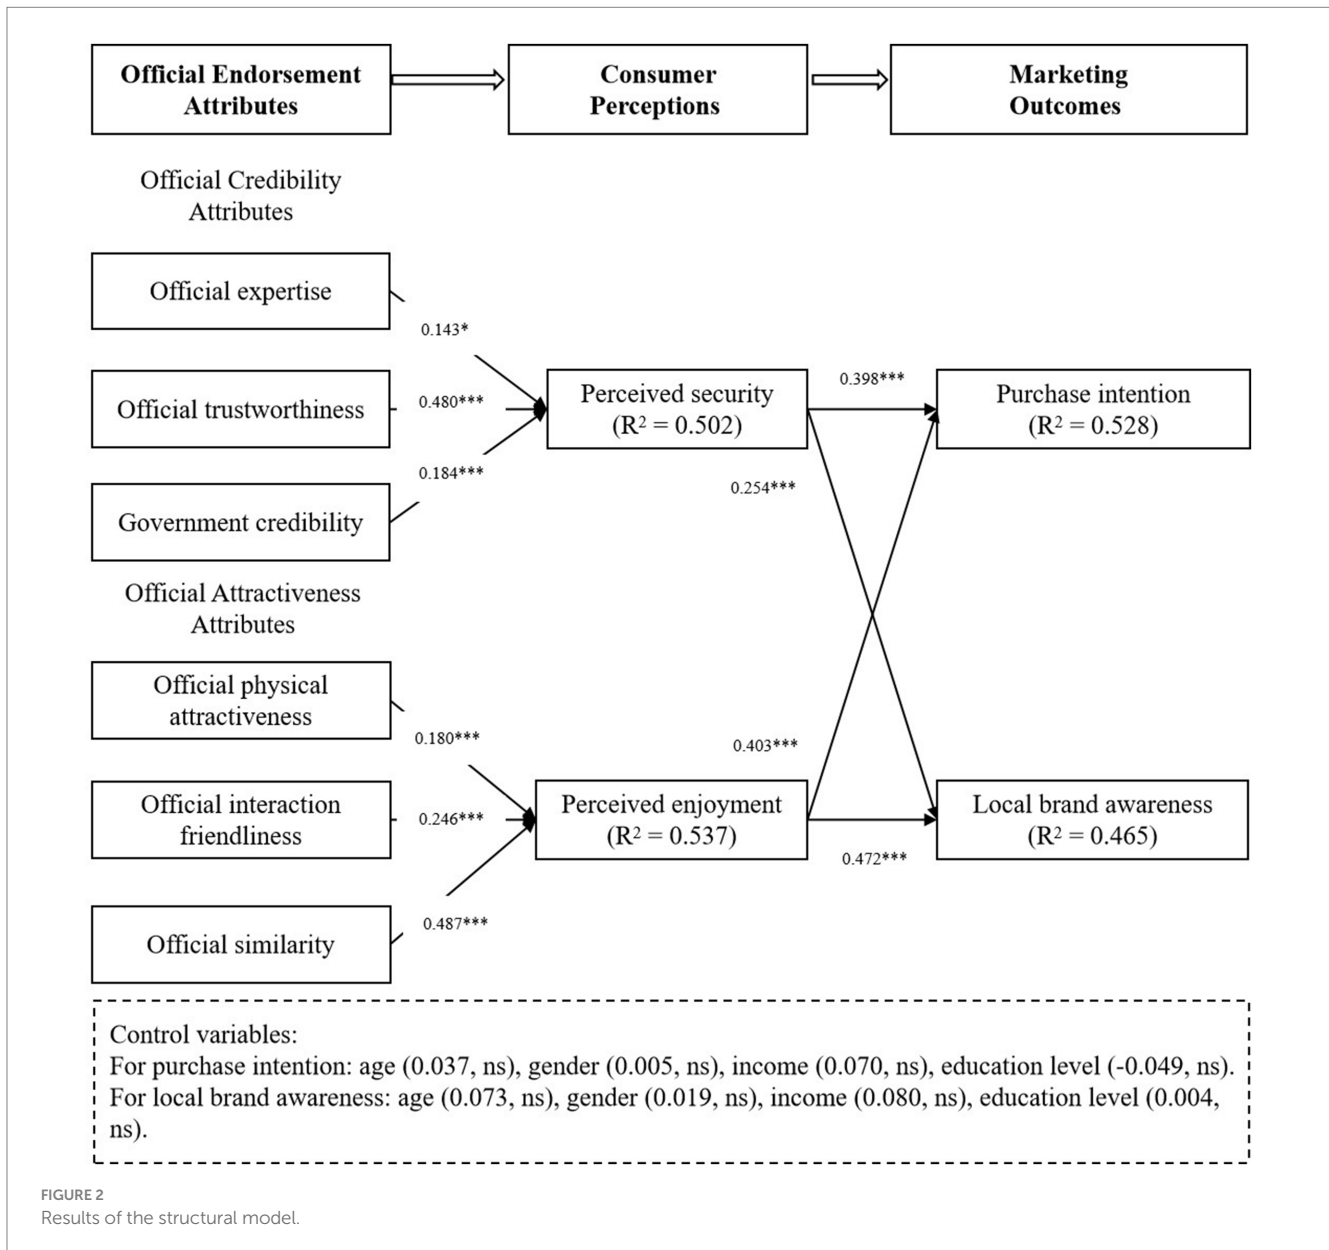 Official Endorsement
Attributes
Consumer
Perceptions
Marketing
Outcomes
Official Credibility
Attributes
Official expertise
0.143*
Official trustworthiness
0.480***
Government credibility
0.184***
Perceived security
(R² = 0.502)
0.398***
0.254***
Purchase intention
(R² = 0.528)
Official Attractiveness
Attributes
Official physical
attractiveness
0.180***
Official interaction
friendliness
0.246***
Official similarity
0.487***
Perceived enjoyment
(R² = 0.537)
0.403***
0.472***
Local brand awareness
(R² = 0.465)
Control variables:
For purchase intention: age (0.037, ns), gender (0.005, ns), income (0.070, ns), education level (-0.049, ns).
For local brand awareness: age (0.073, ns), gender (0.019, ns), income (0.080, ns), education level (0.004,
ns).
FIGURE 2
Results of the structural model.